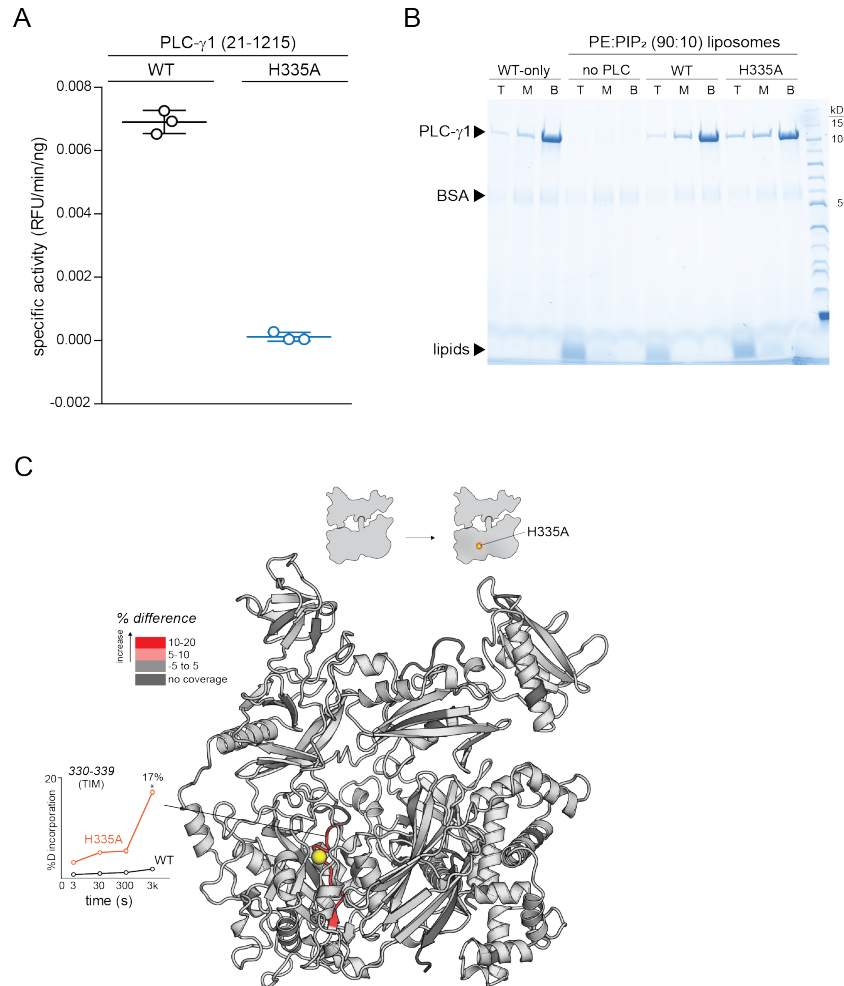 A
PLC-γ1 (21-1215)
WT H335A
specific activity (RFU/min/ng)
0.008
0.006
0.004
0.002
0.000
-0.002
B
PE:PIP₂ (90:10) liposomes
WT-only no PLC WT H335A
T M B T M B T M B T M B
kD
15
10
5
PLC-γ1
BSA
lipids
C
H335A
% difference
increase
10-20
5-10
-5 to 5
no coverage
330-339
(TIM)
17%
*
20
%D incorporation
H335A
WT
0 3 30 300 3k
time (s)